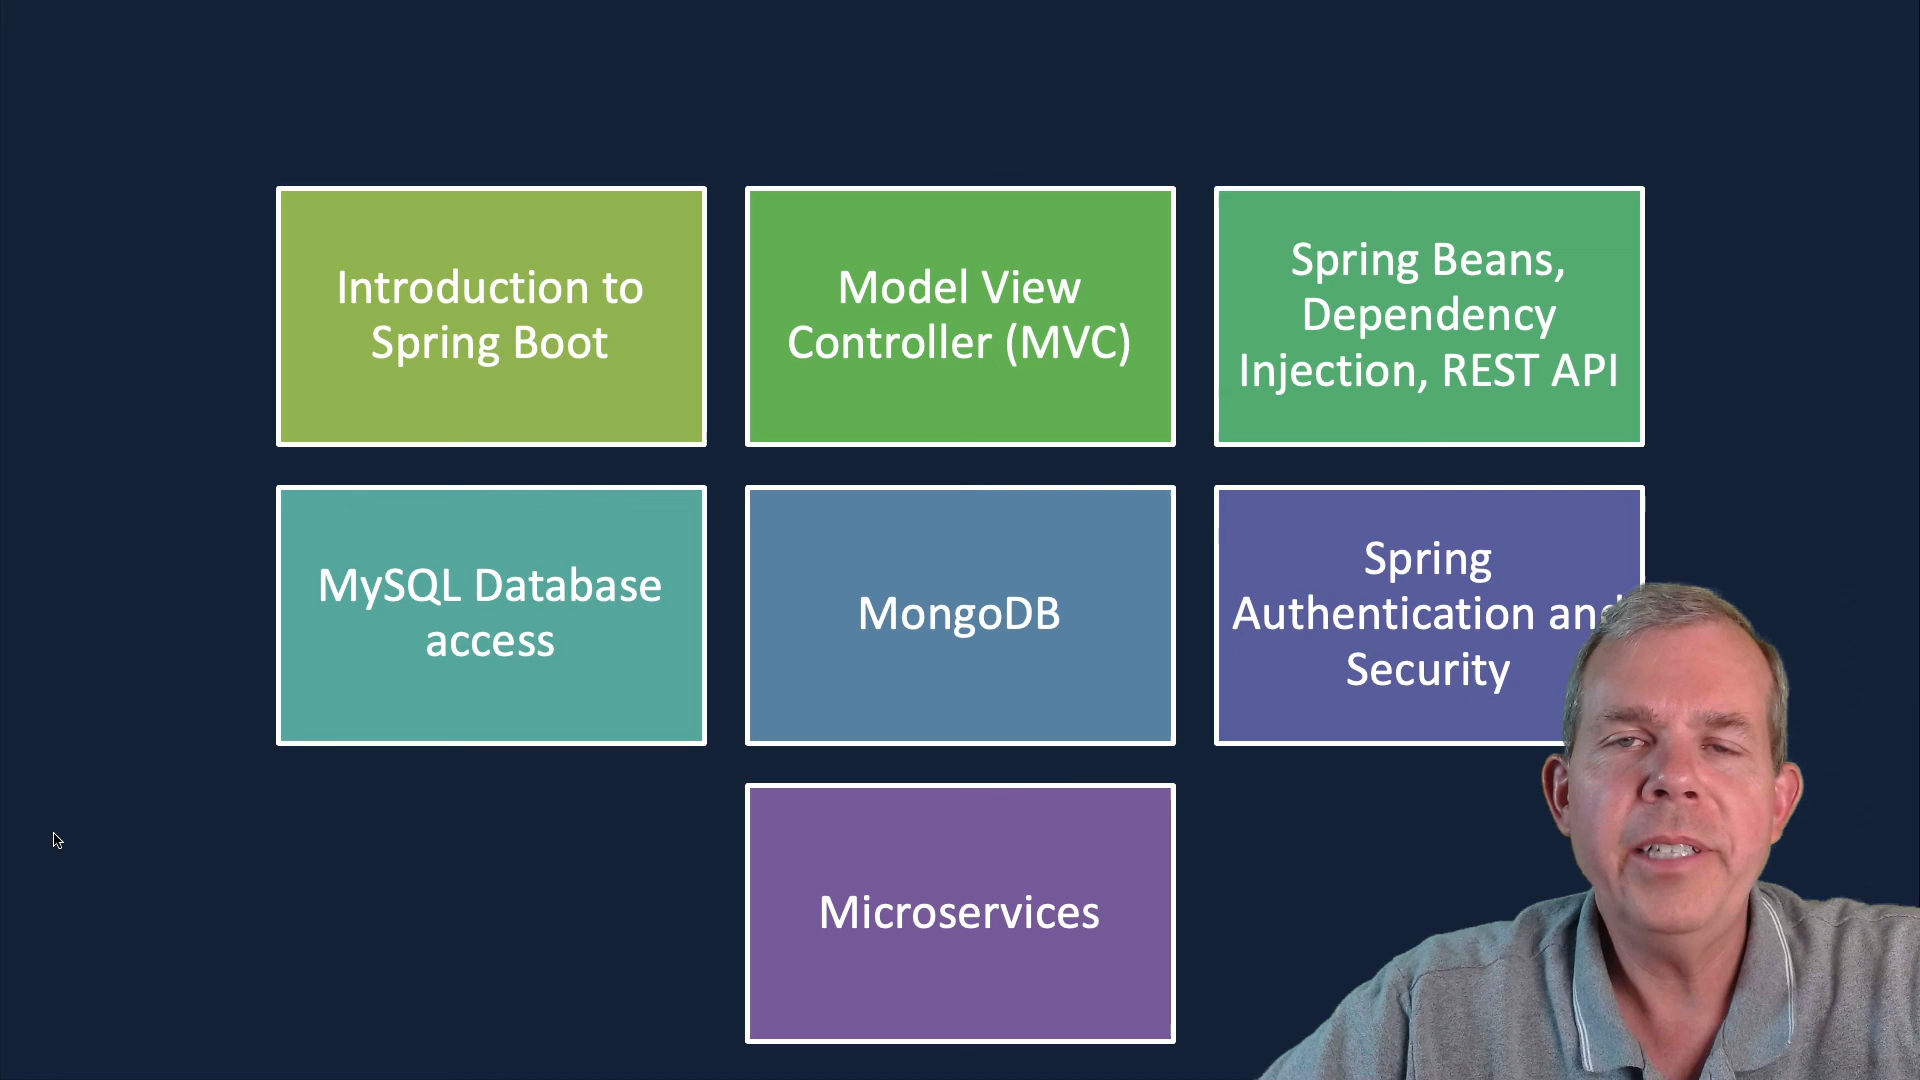 Introduction to
Spring Boot
Model View
Controller (MVC)
Spring Beans,
Dependency
Injection, REST API
MySQL Database
access
MongoDB
Spring
Authentication and
Security
Microservices